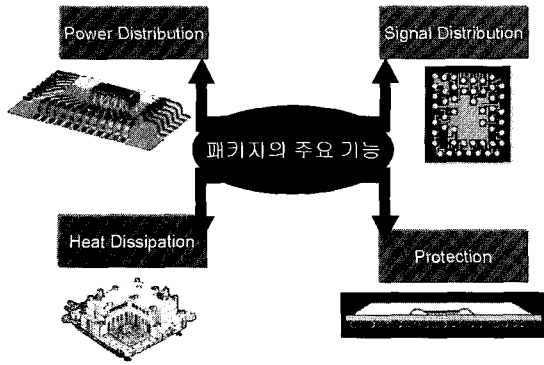 Power Distribution
Signal Distribution
패키지의 주요 기능
Heat Dissipation
Protection